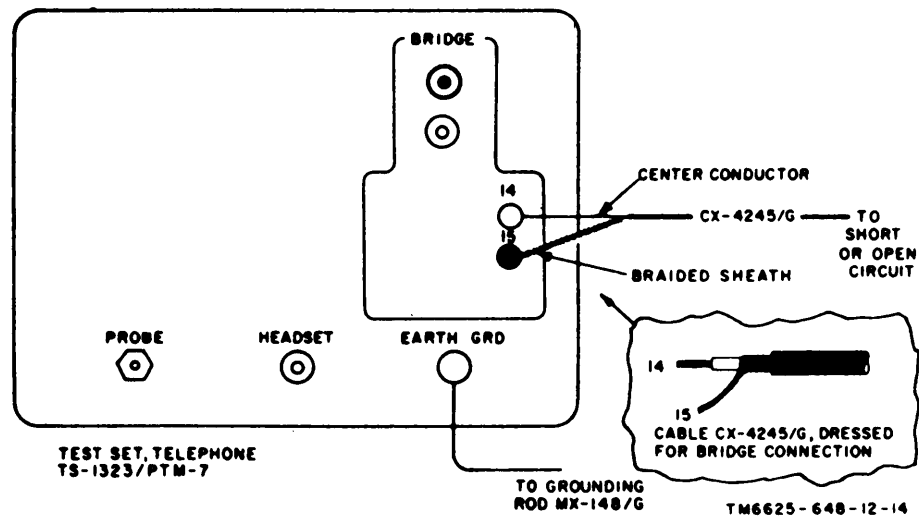 BRIDGE
14
CENTER CONDUCTOR
CX-4245/G
TO
SHORT
OR OPEN
CIRCUIT
15
BRAIDED SHEATH
PROBE
HEADSET
EARTH GRD
14
15
CABLE CX-4245/G, DRESSED
FOR BRIDGE CONNECTION
TEST SET, TELEPHONE
TS-1323/PTM-7
TO GROUNDING
ROD MX-148/G
TM6625-648-12-14